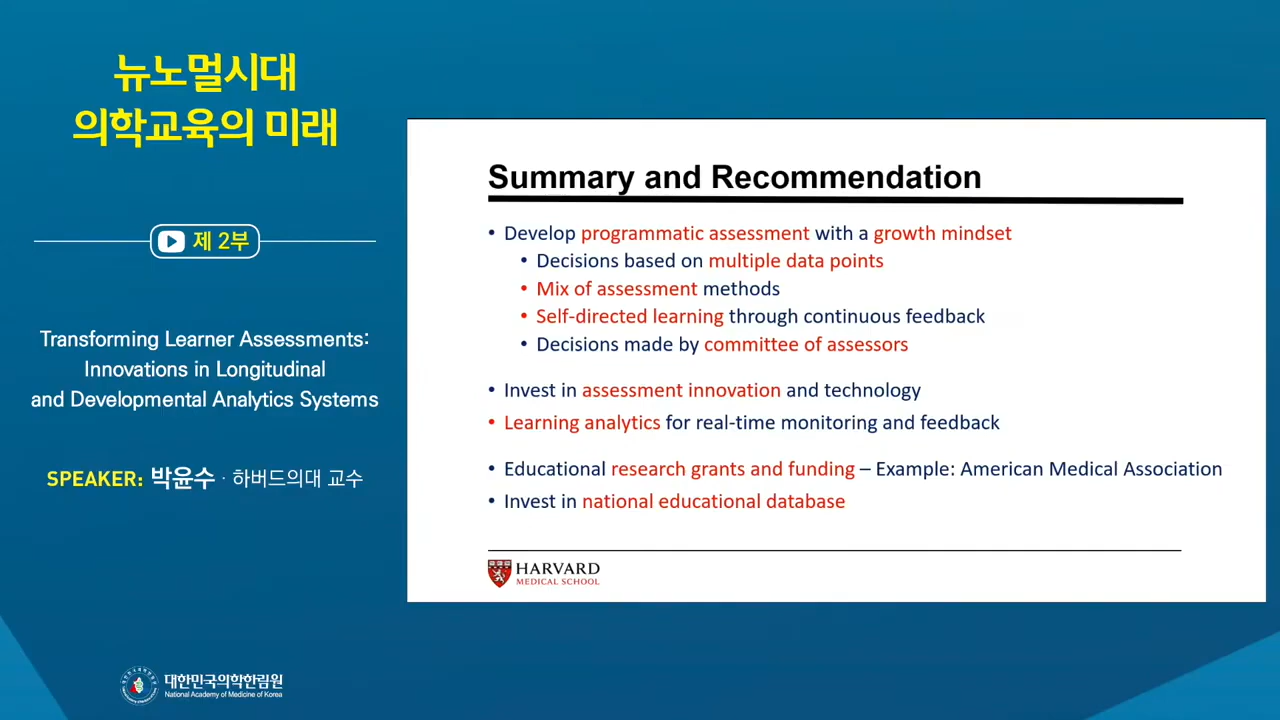 뉴노멀시대
의학교육의 미래
제 2부
Transforming Learner Assessments:
Innovations in Longitudinal
and Developmental Analytics Systems
SPEAKER: 박윤수 · 하버드의대 교수
대한민국의학한림원
National Academy of Medicine of Korea
Summary and Recommendation
• Develop programmatic assessment with a growth mindset
• Decisions based on multiple data points
• Mix of assessment methods
• Self-directed learning through continuous feedback
• Decisions made by committee of assessors
• Invest in assessment innovation and technology
• Learning analytics for real-time monitoring and feedback
• Educational research grants and funding – Example: American Medical Association
• Invest in national educational database
HARVARD
MEDICAL SCHOOL